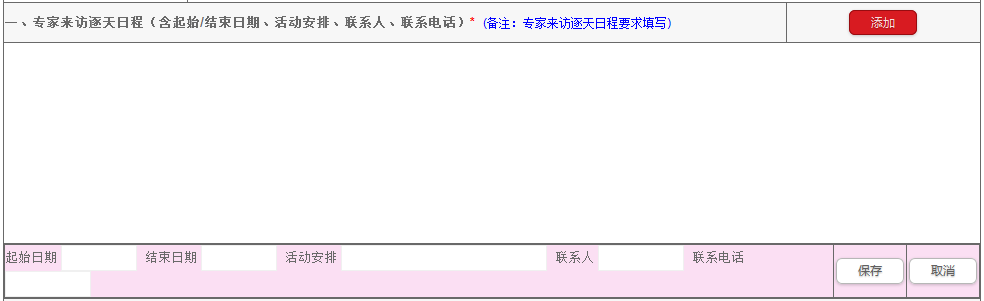 一、专家来访逐天日程（含起始/结束日期、活动安排、联系人、联系电话）* (备注：专家来访逐天日程要求填写) 添加
起始日期 结束日期 活动安排 联系人 联系电话 保存 取消